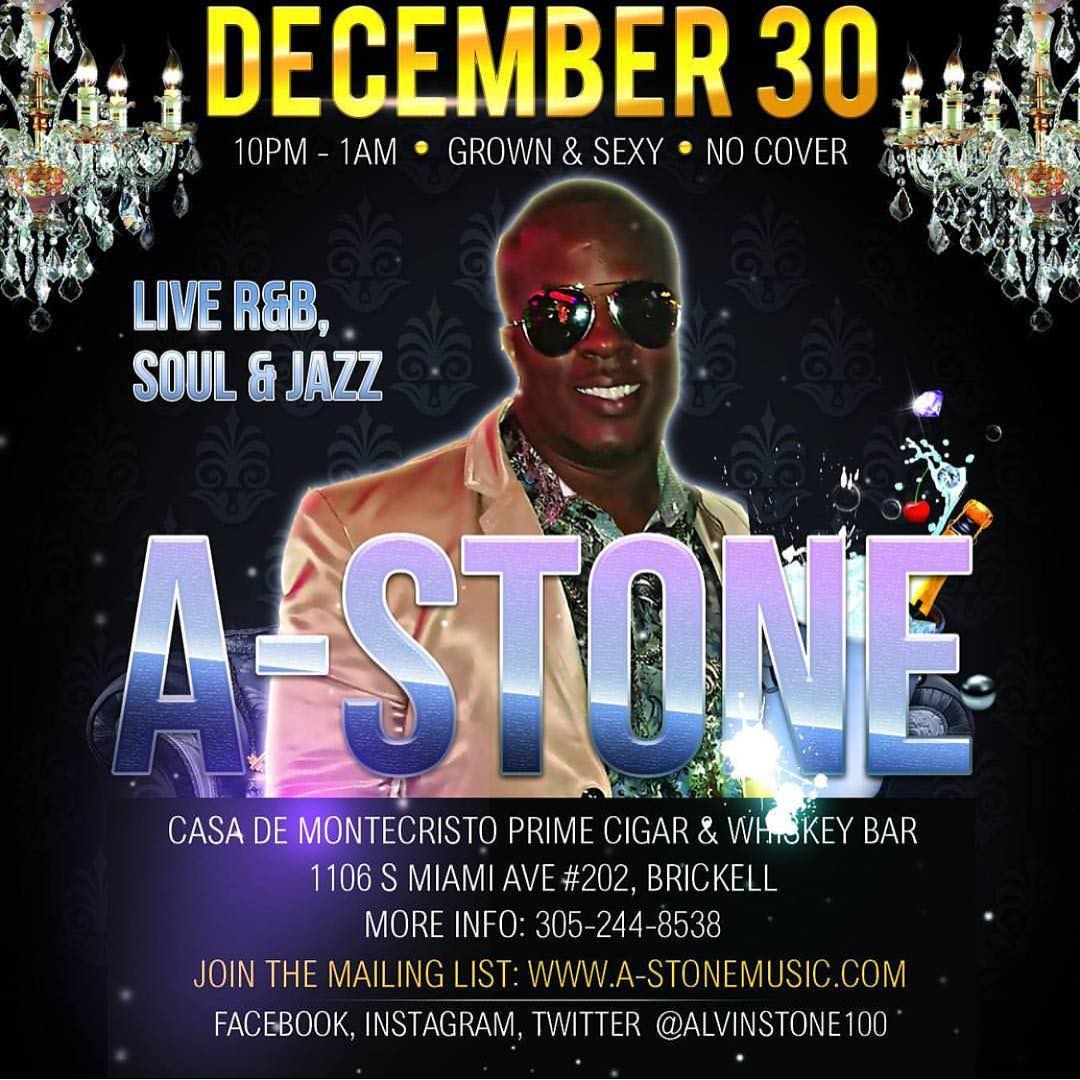 DECEMBER 30
10PM - 1AM • GROWN & SEXY • NO COVER
LIVE R&B,
SOUL & JAZZ
A-STONE
CASA DE MONTECRISTO PRIME CIGAR & WHISKEY BAR
1106 S MIAMI AVE #202, BRICKELL
MORE INFO: 305-244-8538
JOIN THE MAILING LIST: WWW.A-STONEMUSIC.COM
FACEBOOK, INSTAGRAM, TWITTER @ALVINSTONE100